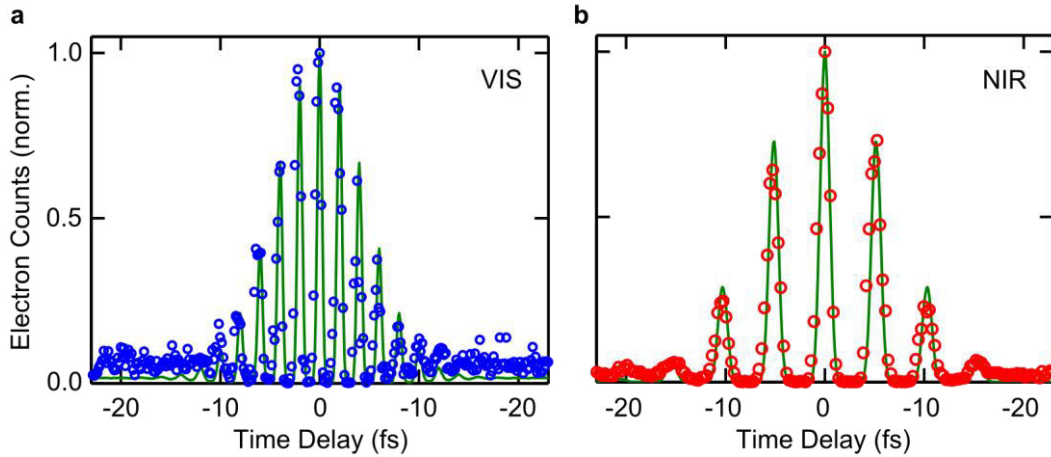 a
b
VIS
NIR
Electron Counts (norm.)
1.0
0.5
0.0
-20 -10 0 -10 -20
-20 -10 0 -10 -20
Time Delay (fs)
Time Delay (fs)